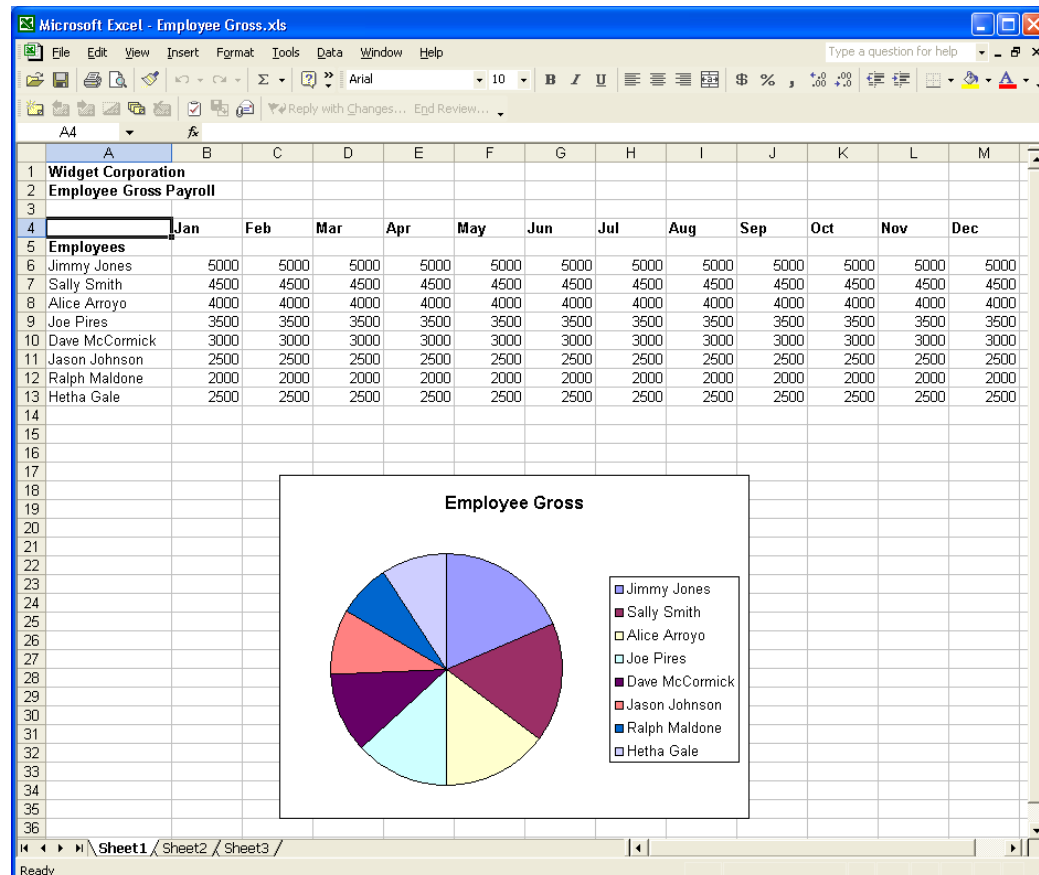 Microsoft Excel - Employee Gross.xls
File Edit View Insert Format Tools Data Window Help Type a question for help
Σ Arial 10 B I U $ % , .0 .00 .00 .0 A
Reply with Changes... End Review...
A4 fx
A B C D E F G H I J K L M
1 Widget Corporation
2 Employee Gross Payroll
3
4 Jan Feb Mar Apr May Jun Jul Aug Sep Oct Nov Dec
5 Employees
6 Jimmy Jones 5000 5000 5000 5000 5000 5000 5000 5000 5000 5000 5000 5000
7 Sally Smith 4500 4500 4500 4500 4500 4500 4500 4500 4500 4500 4500 4500
8 Alice Arroyo 4000 4000 4000 4000 4000 4000 4000 4000 4000 4000 4000 4000
9 Joe Pires 3500 3500 3500 3500 3500 3500 3500 3500 3500 3500 3500 3500
10 Dave McCormick 3000 3000 3000 3000 3000 3000 3000 3000 3000 3000 3000 3000
11 Jason Johnson 2500 2500 2500 2500 2500 2500 2500 2500 2500 2500 2500 2500
12 Ralph Maldone 2000 2000 2000 2000 2000 2000 2000 2000 2000 2000 2000 2000
13 Hetha Gale 2500 2500 2500 2500 2500 2500 2500 2500 2500 2500 2500 2500
14
15
16
17
18
19
20
21
22
23
24
25
26
27
28
29
30
31
32
33
34
35
36
Employee Gross
Jimmy Jones
Sally Smith
Alice Arroyo
Joe Pires
Dave McCormick
Jason Johnson
Ralph Maldone
Hetha Gale
Sheet1 Sheet2 Sheet3
Ready